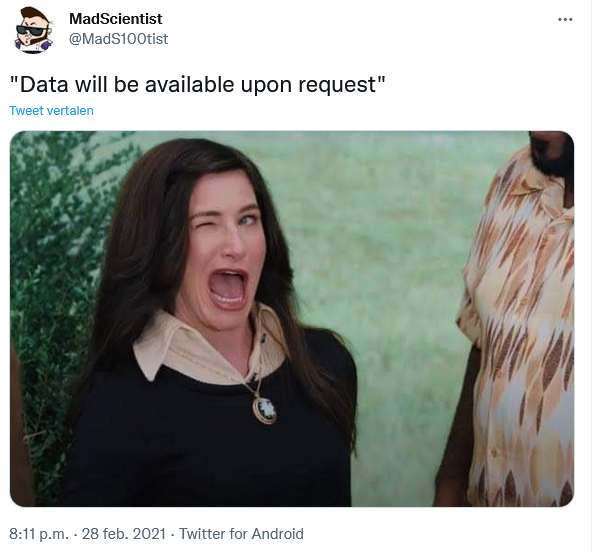 MadScientist
@MadS100tist
"Data will be available upon request"
Tweet vertalen
8:11 p.m. · 28 feb. 2021 · Twitter for Android